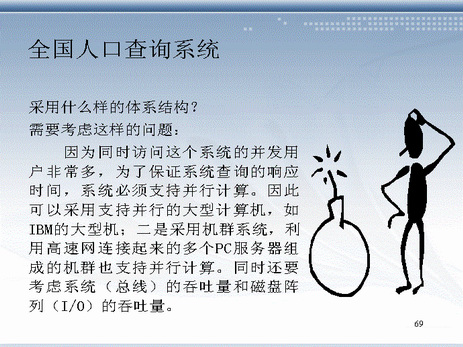 全国人口查询系统
采用什么样的体系结构?
需要考虑这样的问题:
因为同时访问这个系统的并发用
户非常多，为了保证系统查询的响应
时间，系统必须支持并行计算。因此
可以采用支持并行的大型计算机，如
IBM的大型机；二是采用机群系统，利
用高速网连接起来的多个PC服务器组
成的机群也支持并行计算。同时还要
考虑系统（总线）的吞吐量和磁盘阵
列（I/O）的吞吐量。
69